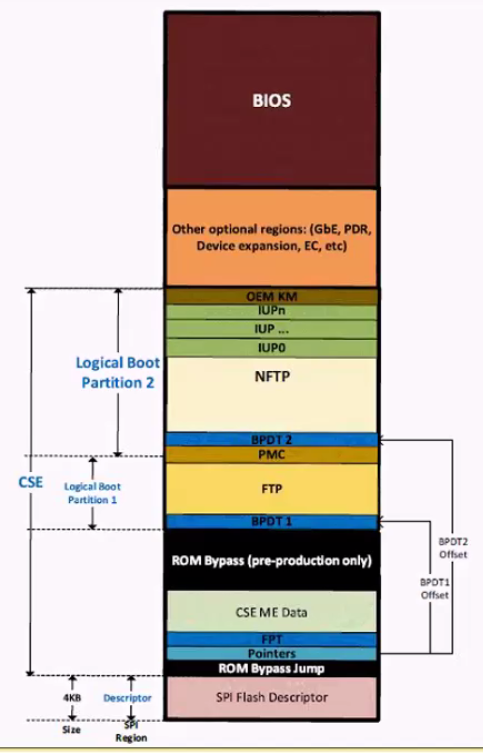 BIOS
Other optional regions: (GbE, PDR,
Device expansion, EC, etc)
OEM KM
IUPn
IUP ...
IUP0
NFTP
BPDT 2
PMC
FTP
BPDT 1
ROM Bypass (pre-production only)
CSE ME Data
FPT
Pointers
ROM Bypass Jump
SPI Flash Descriptor
Logical Boot
Partition 2
CSE
Logical Boot
Partition 1
BPDT2
Offset
BPDT1
Offset
4KB
Descriptor
Size
SPI
Region